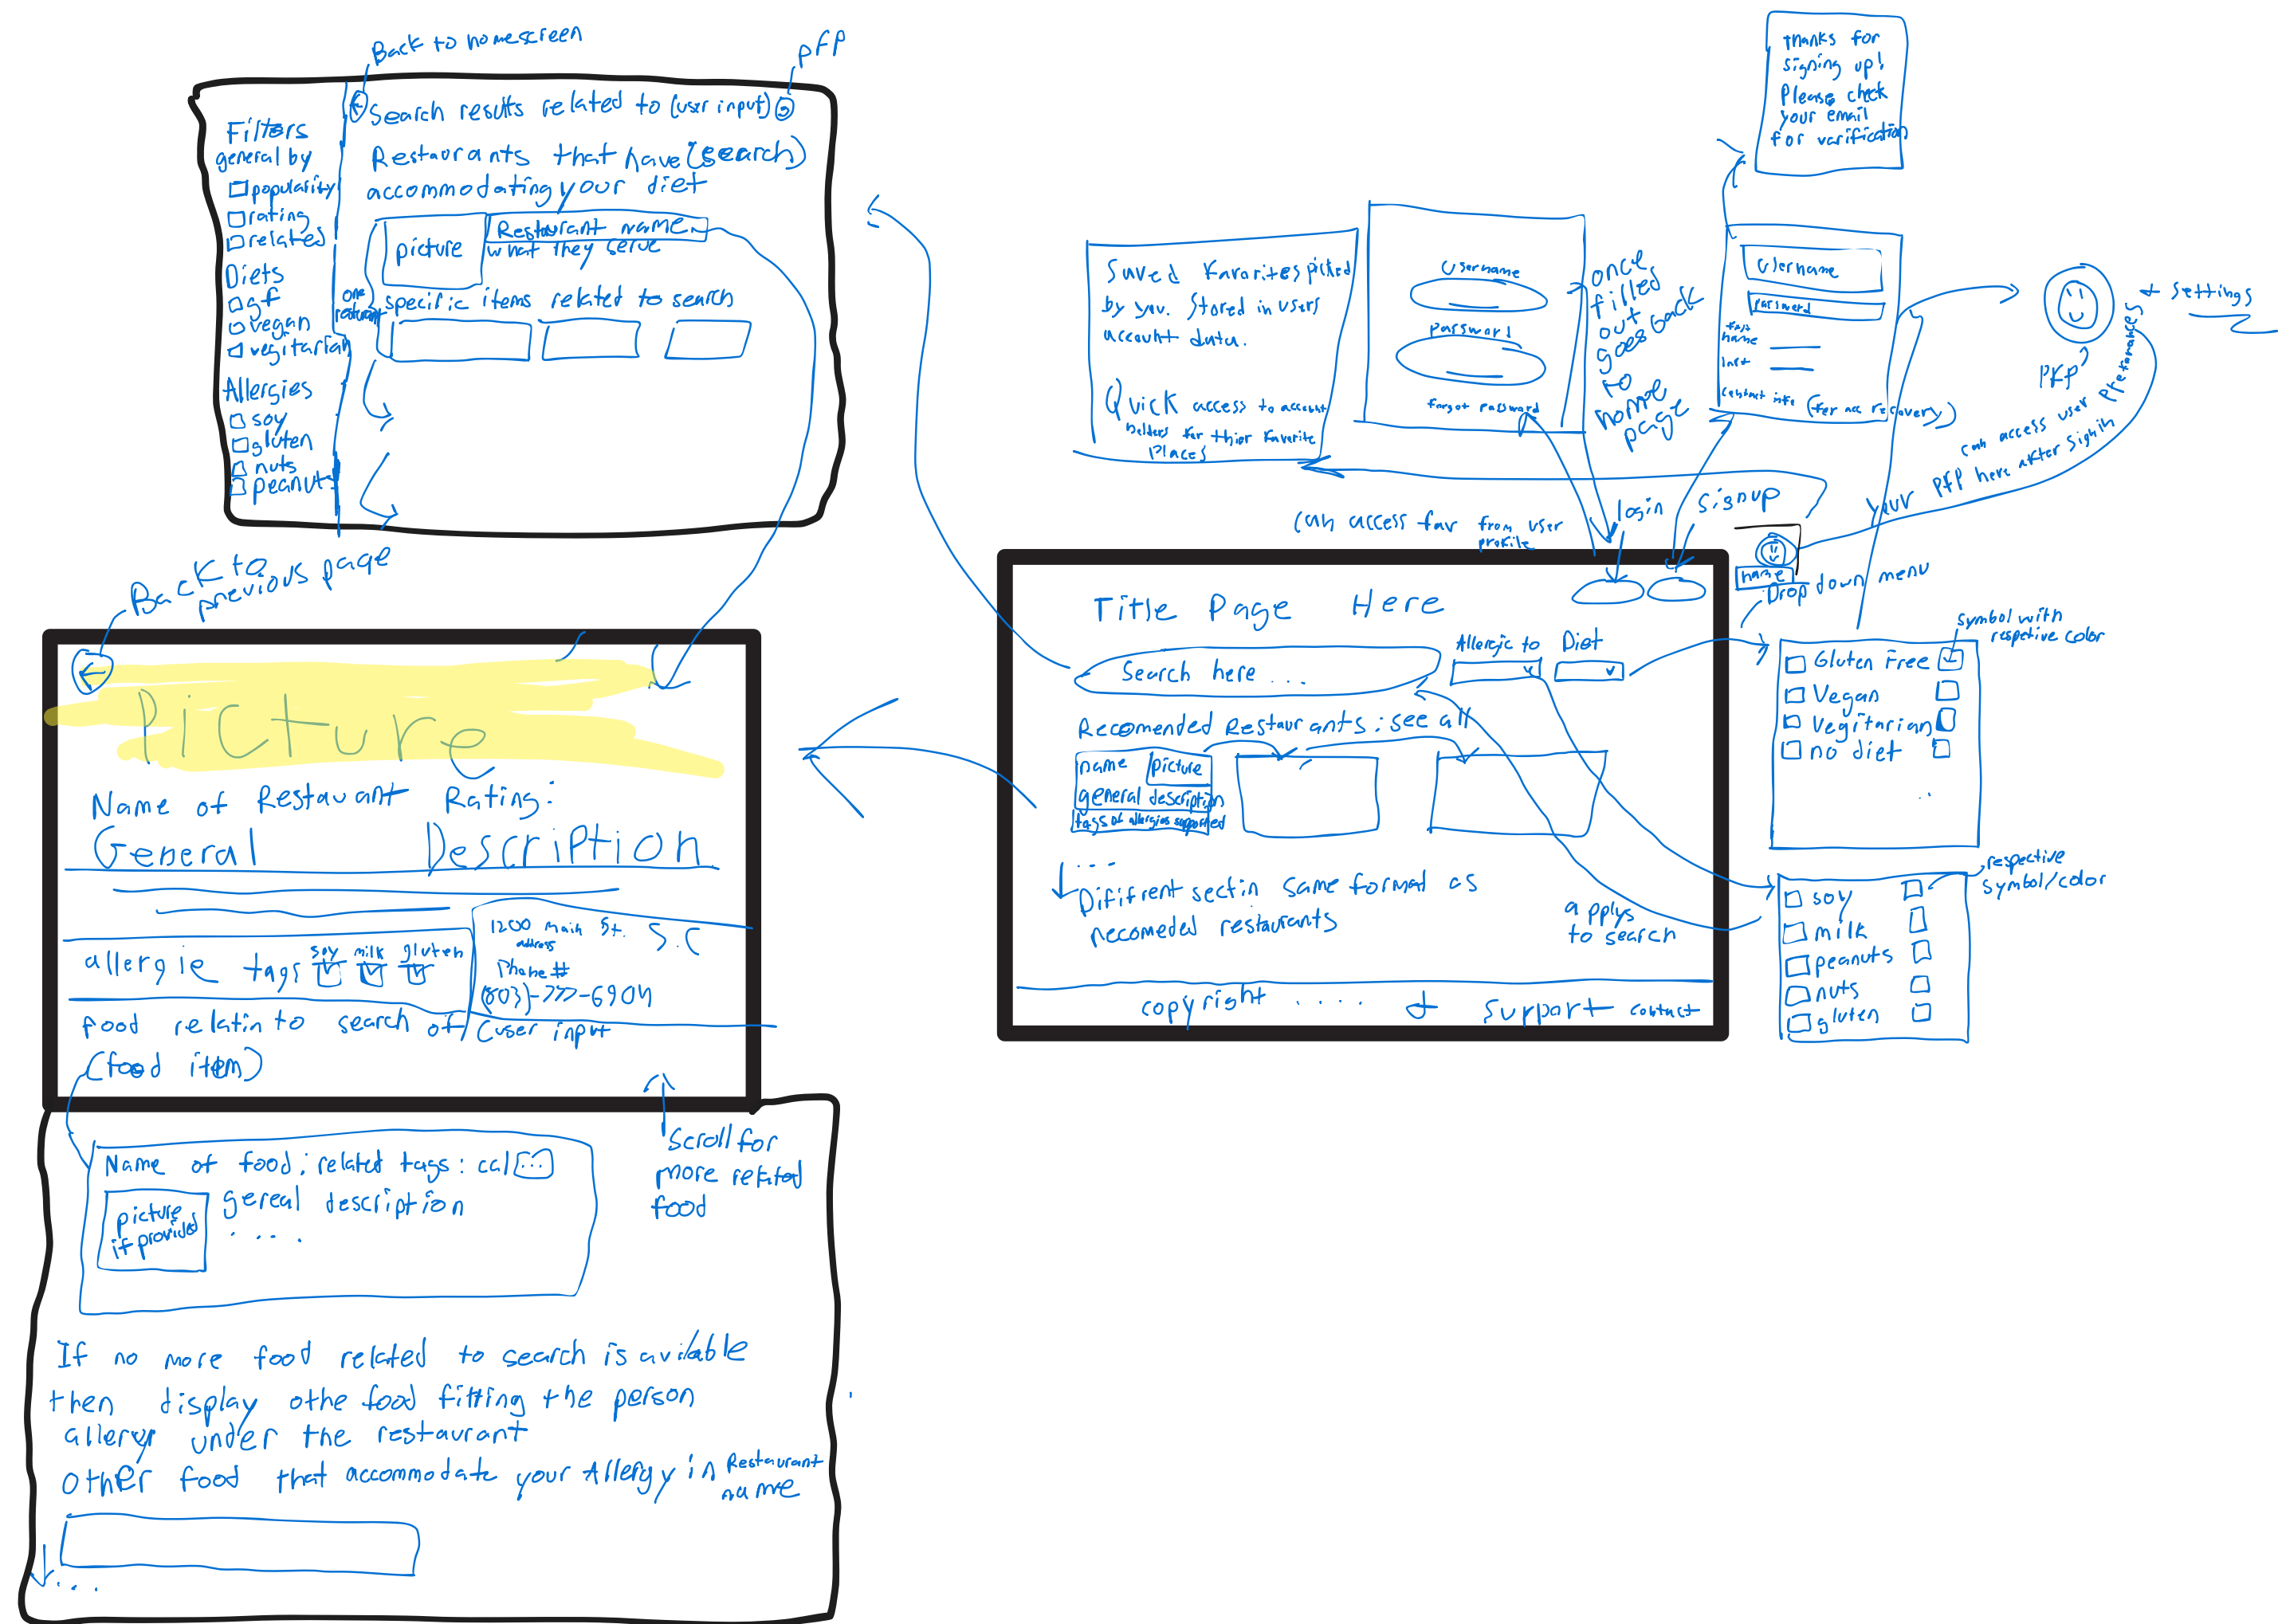 Back to homescreen
pfp
Search results related to (user input)
Filters
general by
popularity
rating
related
Diets
gf
vegan
vegitarian
Allergies
soy
gluten
nuts
peanuts
Restaurants that have (search)
accommodating your diet
picture
Restaurant name
what they serve
one
specific items related to search
Back to
previous page
Picture
Name of Restaurant Rating:
General Description
allergie tags
soy milk gluten
1200 main St. S.C
address
Phone #
(803)-777-6904
food relatin to search of (user input
(food item)
Scroll for
more related
food
Name of food; related tags: cal ...
picture
if provided
gereal description
....
If no more food related to search is avilable
then display othe food fitting the person
allergy under the restaurant
other food that accommodate your Allergy in Restaurant
name
....
thanks for
signing up!
Please check
your email
for varification
Saved favorites picked
by you. Stored in users
account data.
Quick access to account
holders for thier favorite
Places
username
password
forgot password
once
filled
out
goes back
to
home
page
username
password
first
name
last
contact info (for acc recovery)
PFP
+ settings
can access user Preferances
Your PFP here after signin
can access fav from user
profile
login
signup
name
Drop down menu
Title Page Here
Search here ...
Allergic to
Diet
Recomended Restaurants: see all
name
picture
general description
tags of allergies supported
....
Dififrent sectin same format as
recomeded restaurants
applys
to search
copyright .... + support contact
symbol with
respetive color
Gluten Free
Vegan
Vegitarian
no diet
..
respective
symbol/color
soy
milk
peanuts
nuts
gluten